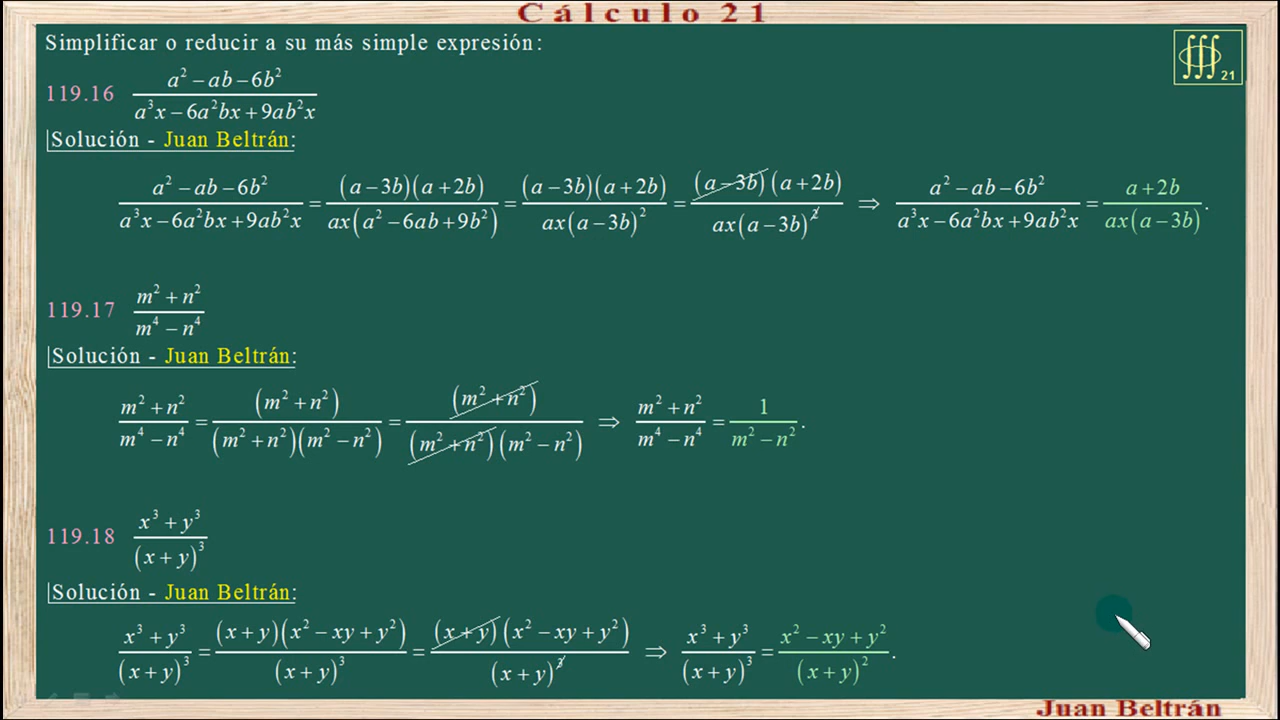 Cálculo 21
Simplificar o reducir a su más simple expresión:
∭ 21
119.16 (a² − ab − 6b²)/(a³x − 6a²bx + 9ab²x)
Solución - Juan Beltrán:
(a² − ab − 6b²)/(a³x − 6a²bx + 9ab²x) = ((a − 3b)(a + 2b))/(ax(a² − 6ab + 9b²)) = ((a − 3b)(a + 2b))/(ax(a − 3b)²) = ((a − 3b)(a + 2b))/(ax(a − 3b)²) ⇒ (a² − ab − 6b²)/(a³x − 6a²bx + 9ab²x) = (a + 2b)/(ax(a − 3b)).
119.17 (m² + n²)/(m⁴ − n⁴)
Solución - Juan Beltrán:
(m² + n²)/(m⁴ − n⁴) = (m² + n²)/((m² + n²)(m² − n²)) = (m² + n²)/((m² + n²)(m² − n²)) ⇒ (m² + n²)/(m⁴ − n⁴) = 1/(m² − n²).
119.18 (x³ + y³)/(x + y)³
Solución - Juan Beltrán:
(x³ + y³)/(x + y)³ = ((x + y)(x² − xy + y²))/(x + y)³ = ((x + y)(x² − xy + y²))/(x + y)³ ⇒ (x³ + y³)/(x + y)³ = (x² − xy + y²)/(x + y)².
Juan Beltrán